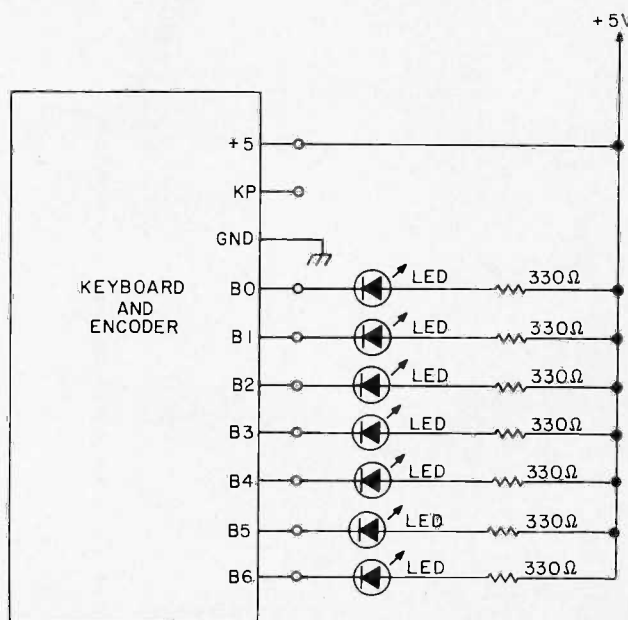 +5V
+5
KP
GND
KEYBOARD
AND
ENCODER
B0 LED 330Ω
B1 LED 330Ω
B2 LED 330Ω
B3 LED 330Ω
B4 LED 330Ω
B5 LED 330Ω
B6 LED 330Ω